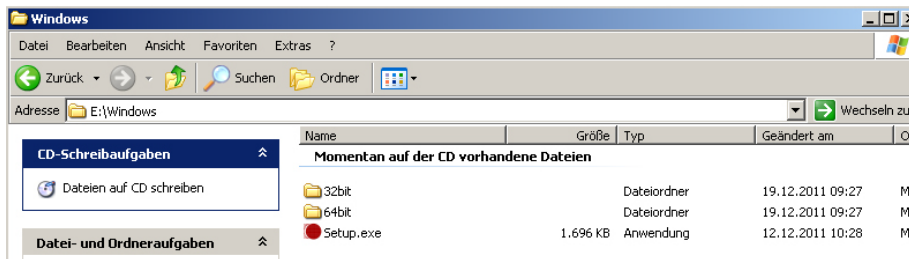 Windows
Datei Bearbeiten Ansicht Favoriten Extras ?
Zurück Suchen Ordner
Adresse E:\Windows Wechseln zu
Name Größe Typ Geändert am
CD-Schreibaufgaben Momentan auf der CD vorhandene Dateien
Dateien auf CD schreiben
32bit Dateiordner 19.12.2011 09:27
64bit Dateiordner 19.12.2011 09:27
Setup.exe 1.696 KB Anwendung 12.12.2011 10:28
Datei- und Ordneraufgaben